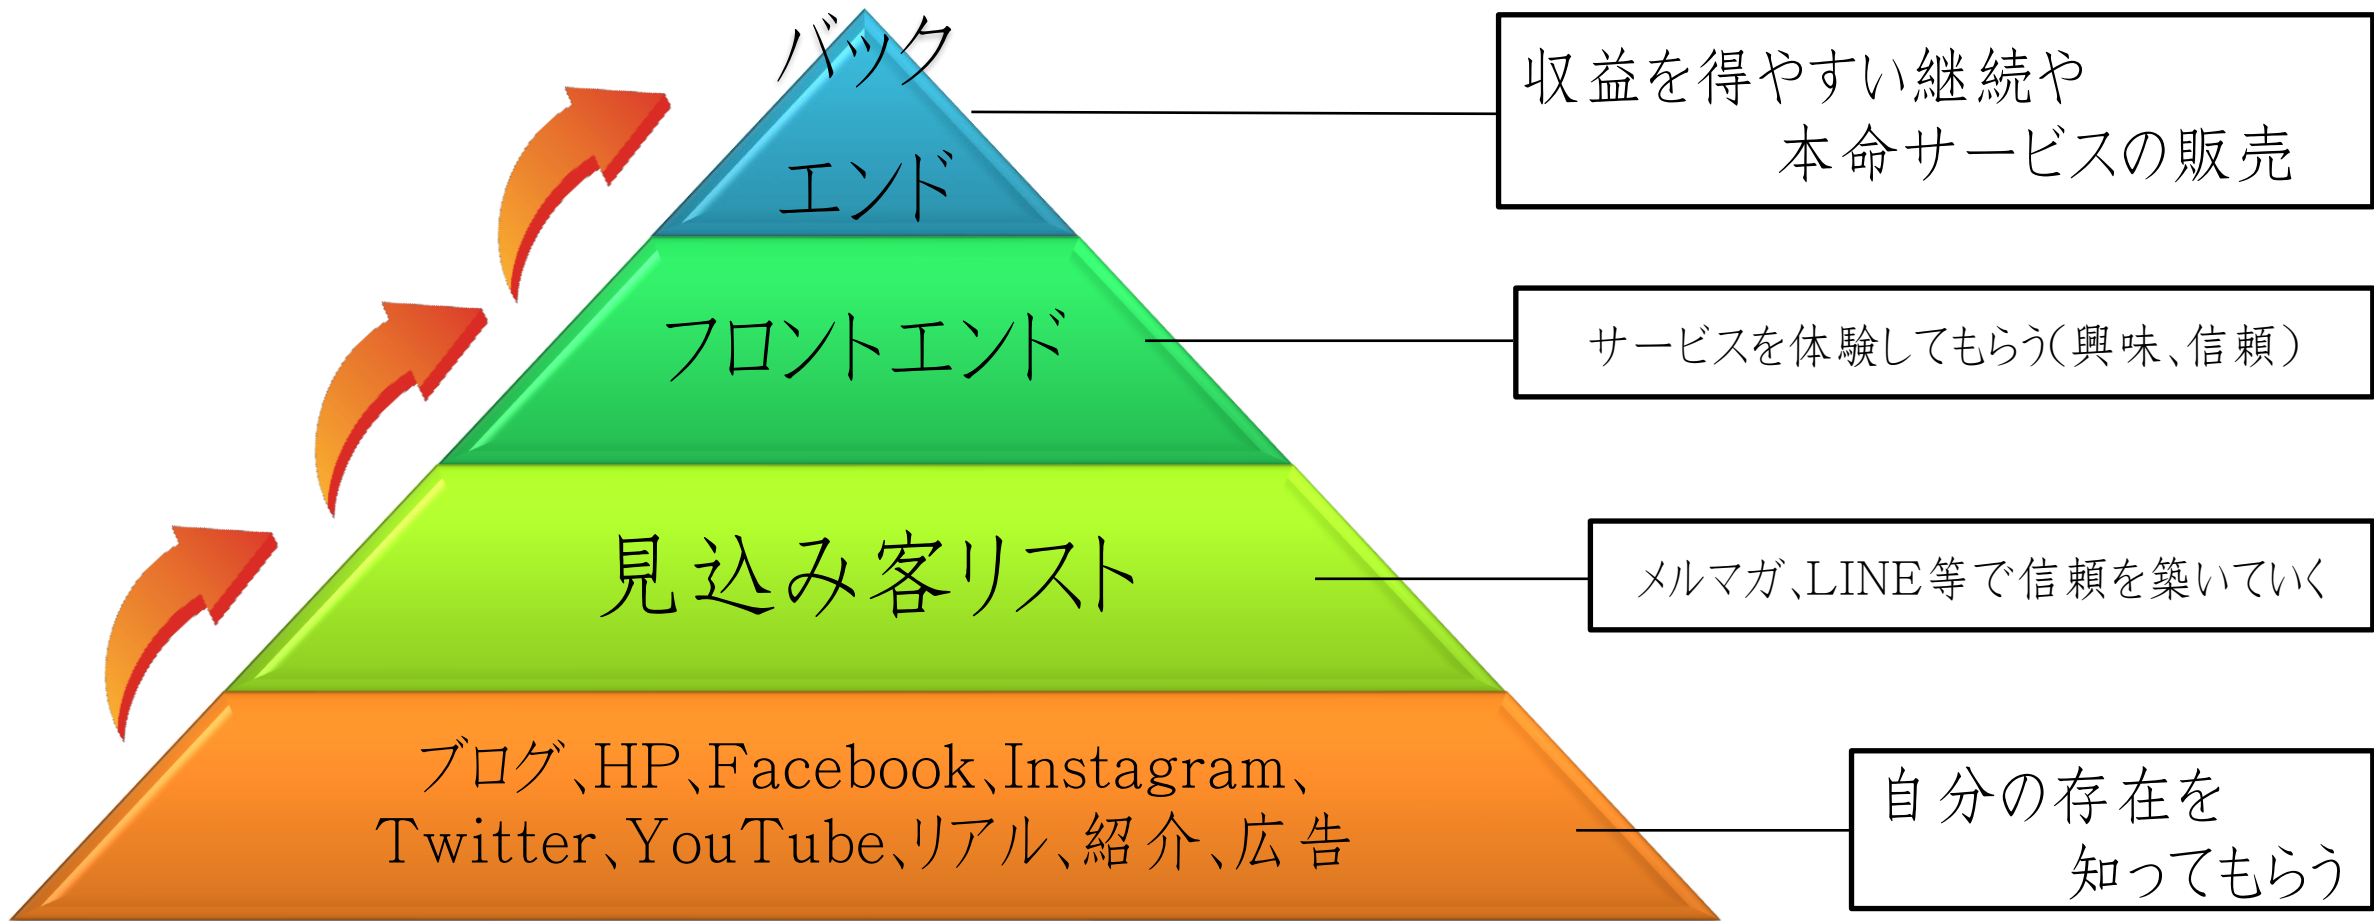 バック
エンド
収益を得やすい継続や
本命サービスの販売
フロントエンド
サービスを体験してもらう(興味、信頼)
見込み客リスト
メルマガ、LINE等で信頼を築いていく
ブログ、HP、Facebook、Instagram、
Twitter、YouTube、リアル、紹介、広告
自分の存在を
知ってもらう